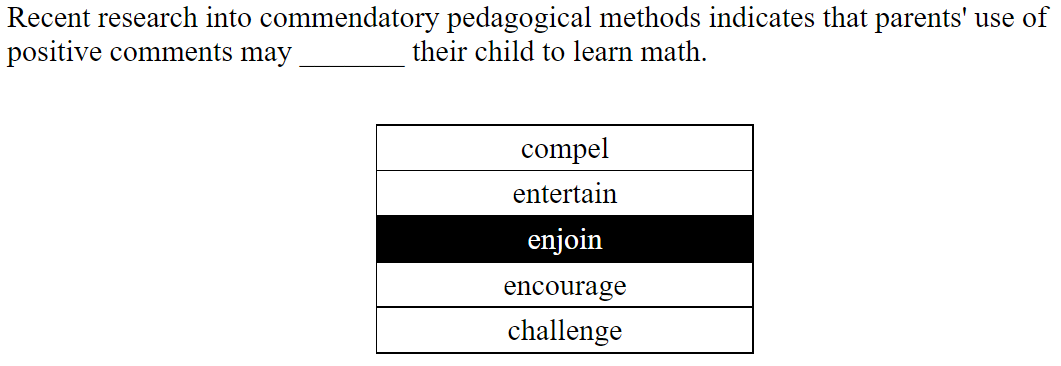 Recent research into commendatory pedagogical methods indicates that parents' use of
positive comments may _______ their child to learn math.
compel
entertain
enjoin
encourage
challenge